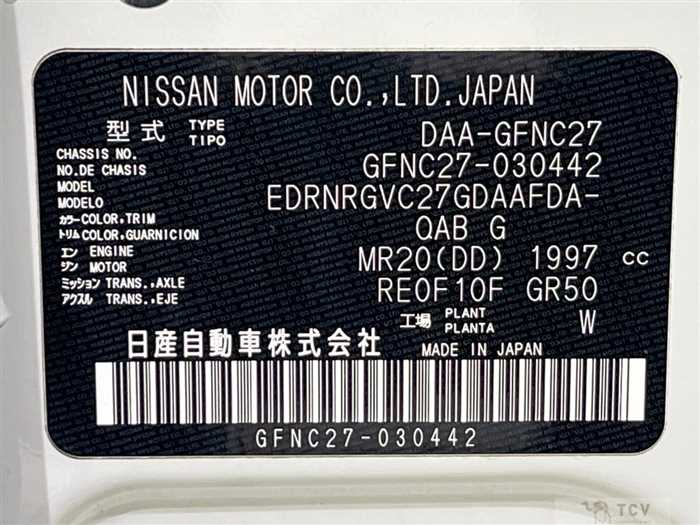 NISSAN MOTOR CO.,LTD.JAPAN
型式 TYPE TIPO DAA-GFNC27
CHASSIS NO. NO.DE CHASIS GFNC27-030442
MODEL MODELO EDRNRGVC27GDAAFDA-
カラー COLOR,TRIM トリム COLOR,GUARNICION QAB G
エンジン ENGINE MOTOR MR20(DD) 1997 cc
ミッション TRANS.,AXLE アクスル TRANS.,EJE RE0F10F GR50
工場 PLANT PLANTA W
日産自動車株式会社 MADE IN JAPAN
GFNC27-030442
TCV